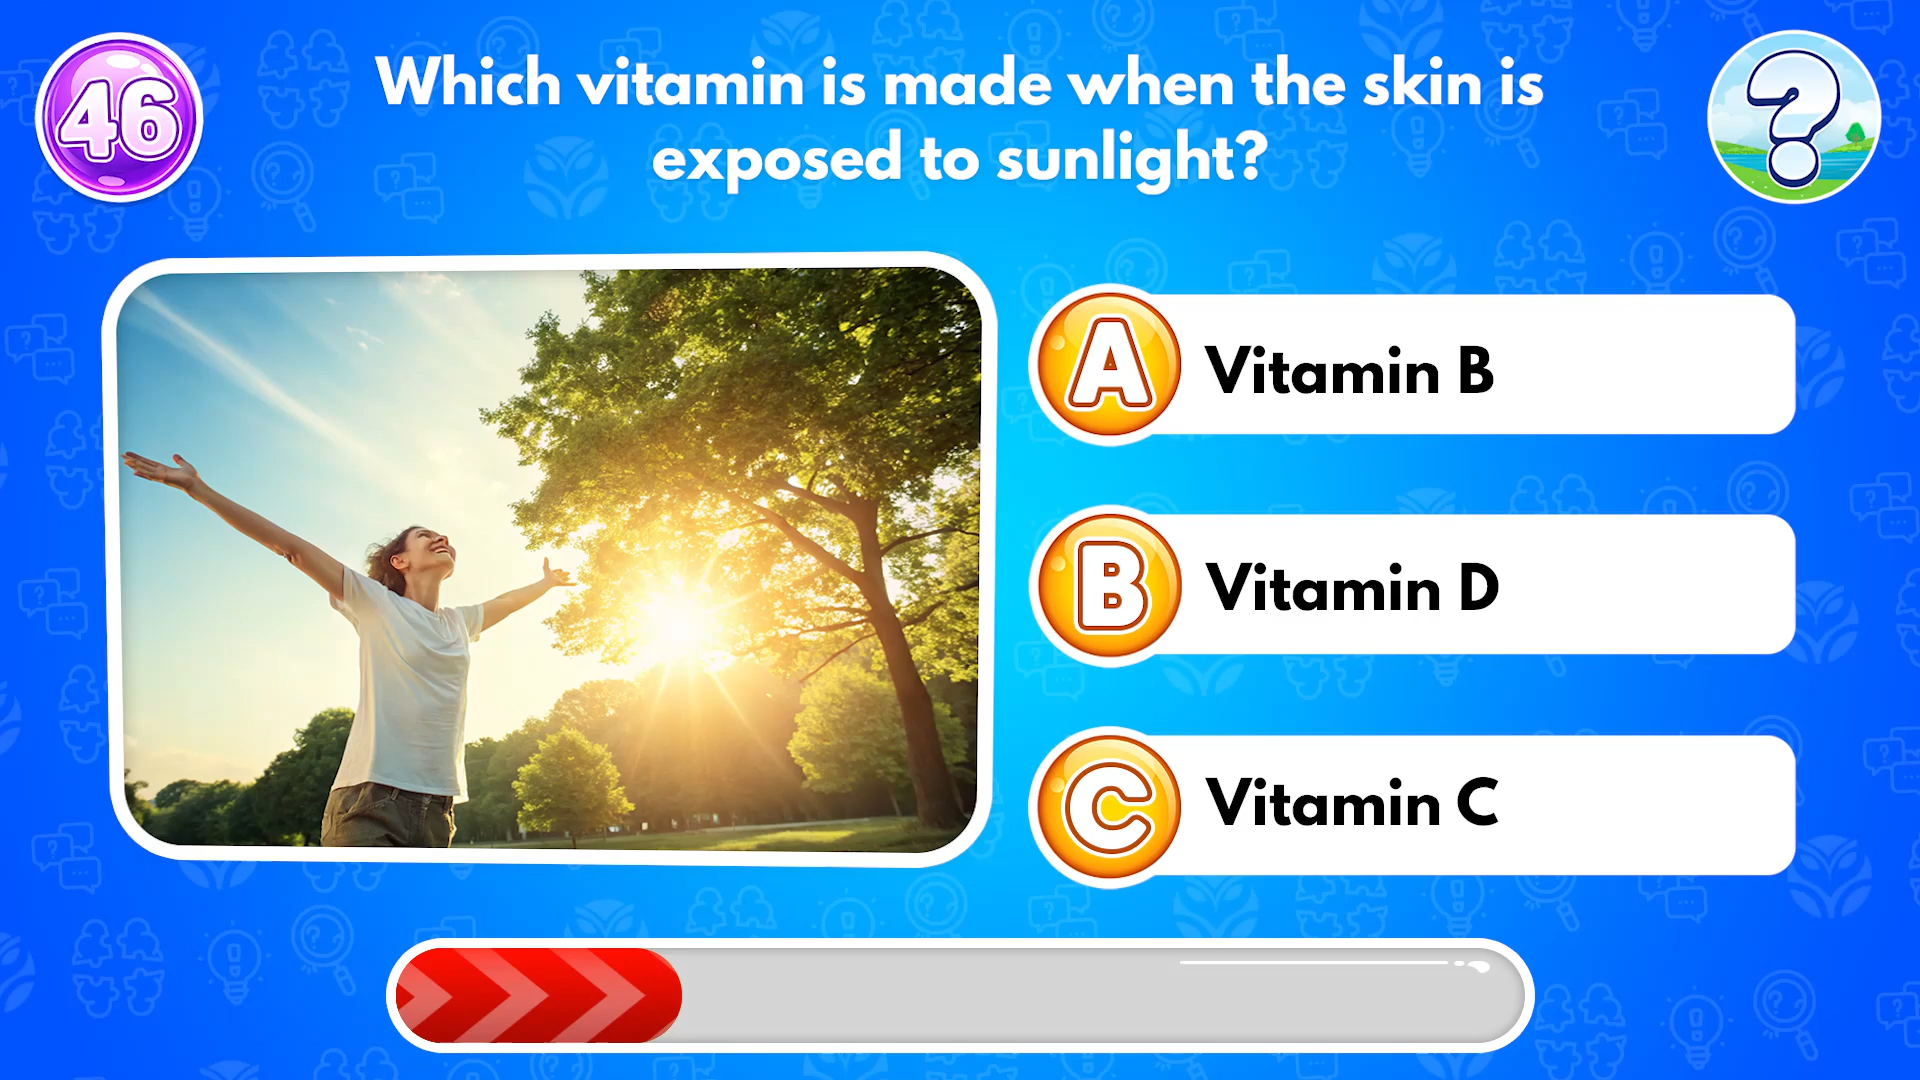 46
Which vitamin is made when the skin is
exposed to sunlight?
?
A Vitamin B
B Vitamin D
C Vitamin C